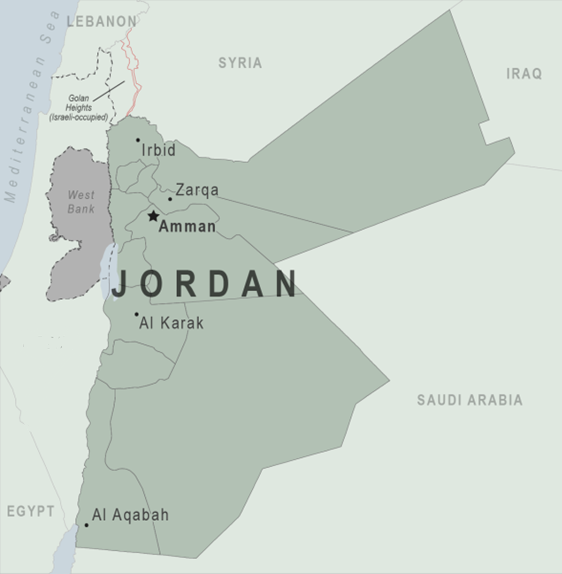 LEBANON
Mediterranean Sea
SYRIA
IRAQ
Golan
Heights
(Israeli-occupied)
Irbid
West
Bank
Zarqa
Amman
JORDAN
Al Karak
SAUDI ARABIA
EGYPT
Al Aqabah